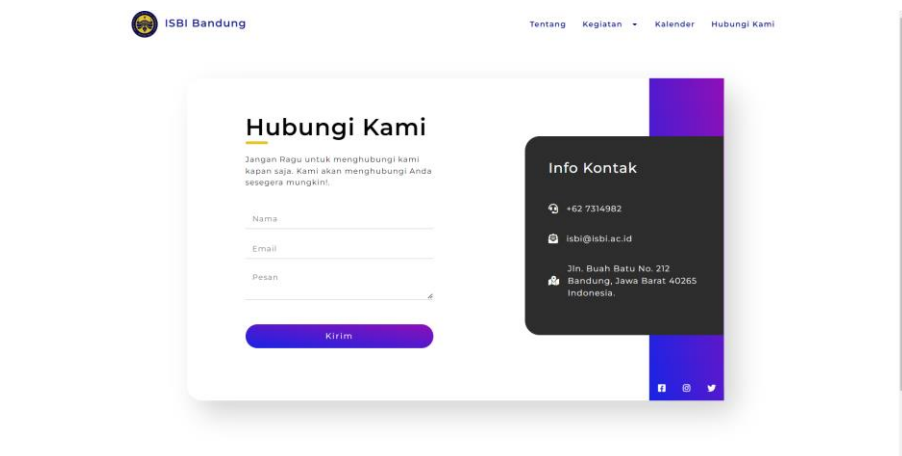 ISBI Bandung
Tentang Kegiatan Kalender Hubungi Kami
Hubungi Kami
Jangan Ragu untuk menghubungi kami
kapan saja. Kami akan menghubungi Anda
sesegera mungkin!.
Nama
Email
Pesan
Kirim
Info Kontak
+62 7314982
isbi@isbi.ac.id
Jln. Buah Batu No. 212
Bandung, Jawa Barat 40265
Indonesia.